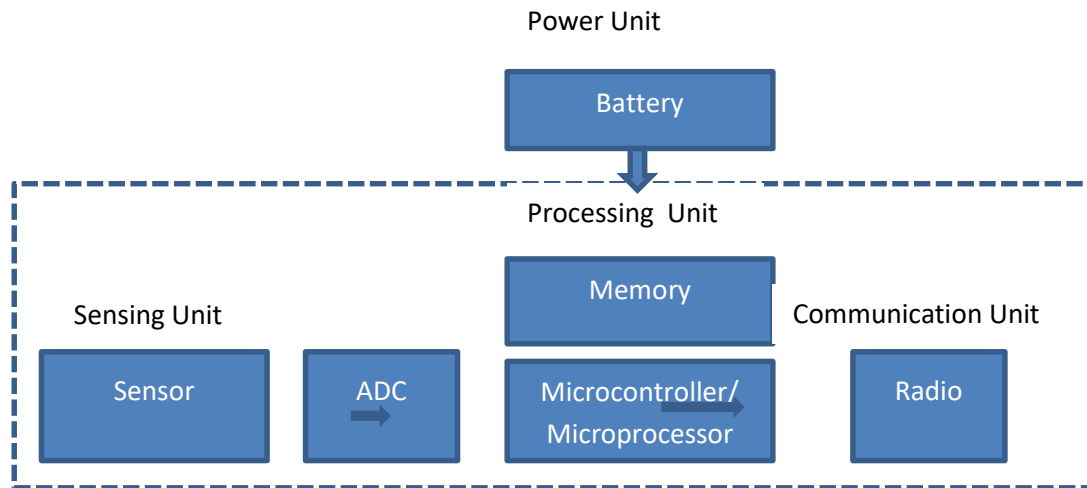 Power Unit
Battery
Processing  Unit
Memory
Sensing Unit
Communication Unit
Sensor
ADC
Microcontroller/
Microprocessor
Radio